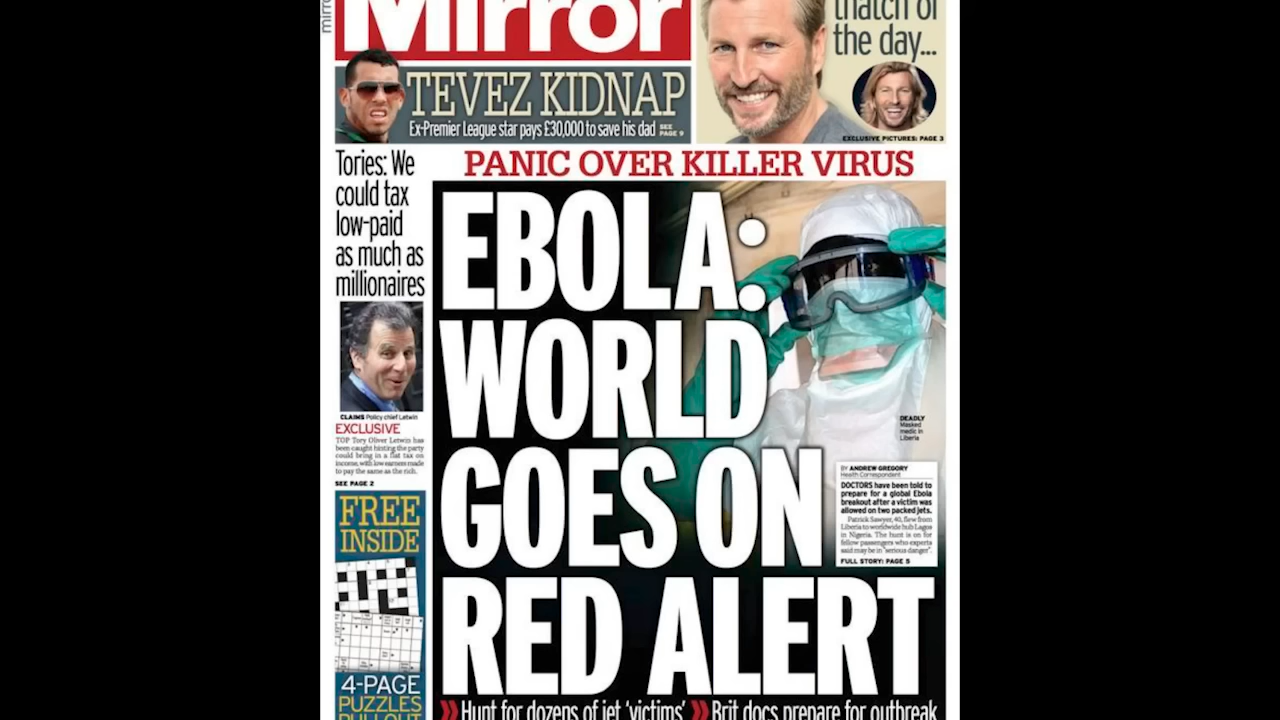 Mirror
thatch of
the day...
TEVEZ KIDNAP
Ex-Premier League star pays £30,000 to save his dad SEE PAGE 9
EXCLUSIVE PICTURES: PAGE 3
Tories: We
could tax
low-paid
as much as
millionaires
CLAIMS Policy chief Letwin
EXCLUSIVE
TOP Tory Oliver Letwin has
been caught hinting the party
could bring in a flat tax on
income, with low earners made
to pay the same as the rich.
SEE PAGE 2
FREE
INSIDE
4-PAGE
PUZZLES
PULLOUT
PANIC OVER KILLER VIRUS
EBOLA:
WORLD
GOES ON
RED ALERT
DEADLY
Masked
medic in
Liberia
BY ANDREW GREGORY
Health Correspondent
DOCTORS have been told to
prepare for a global Ebola
breakout after a victim was
allowed on two packed jets.
Patrick Sawyer, 40, flew from
Liberia to worldwide hub Lagos
in Nigeria. The hunt is on for
fellow passengers who experts
said may be in "serious danger".
FULL STORY: PAGE 5
Hunt for dozens of jet 'victims' Brit docs prepare for outbreak